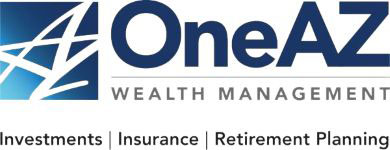 OneAZ
WEALTH MANAGEMENT
Investments | Insurance | Retirement Planning